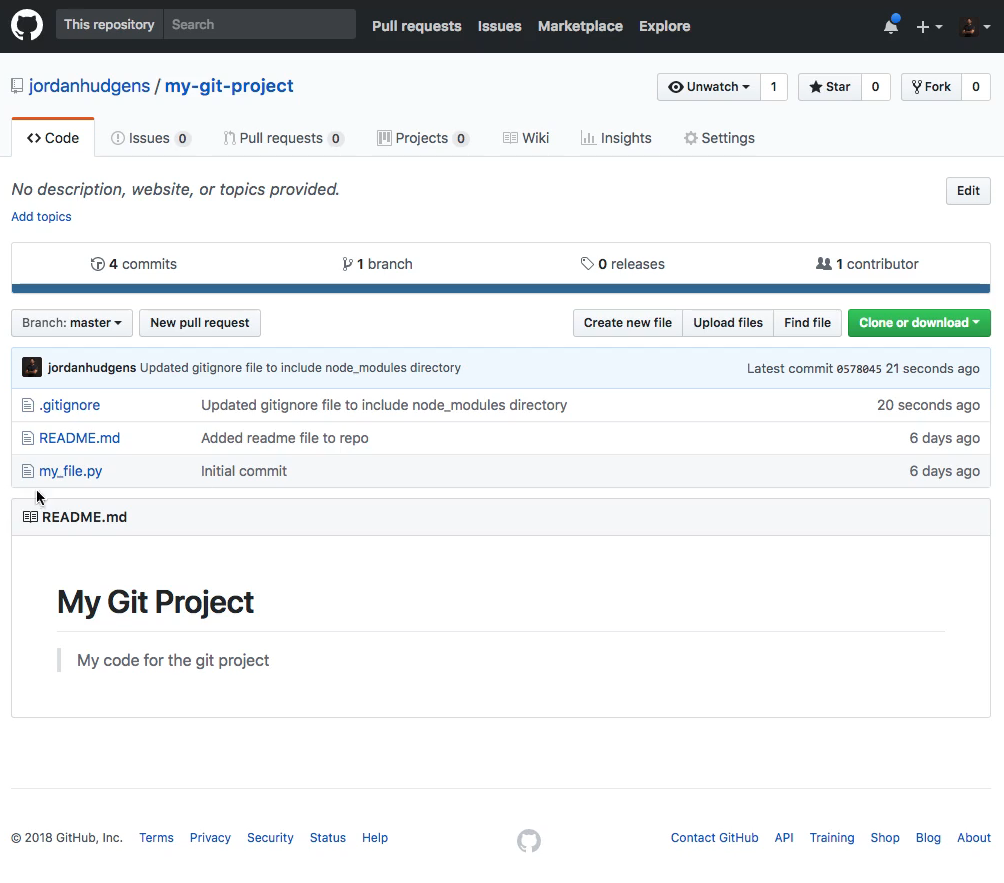 This repository Search Pull requests Issues Marketplace Explore
jordanhudgens / my-git-project Unwatch 1 Star 0 Fork 0
Code Issues 0 Pull requests 0 Projects 0 Wiki Insights Settings
No description, website, or topics provided. Edit
Add topics
4 commits 1 branch 0 releases 1 contributor
Branch: master New pull request Create new file Upload files Find file Clone or download
jordanhudgens Updated gitignore file to include node_modules directory Latest commit 0578045 21 seconds ago
.gitignore Updated gitignore file to include node_modules directory 20 seconds ago
README.md Added readme file to repo 6 days ago
my_file.py Initial commit 6 days ago
README.md
My Git Project
My code for the git project
© 2018 GitHub, Inc. Terms Privacy Security Status Help Contact GitHub API Training Shop Blog About